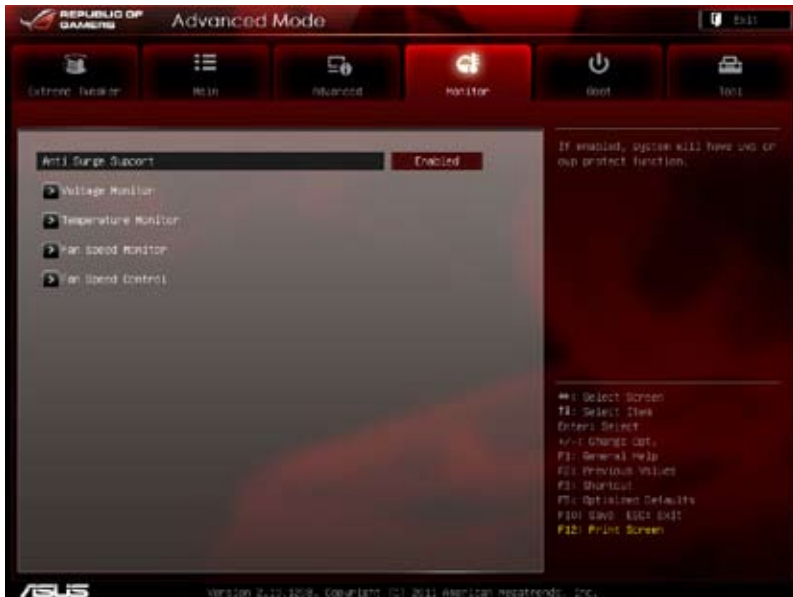 REPUBLIC OF
GAMERS
Advanced Mode
Exit
Extreme Tweaker
Main
Advanced
Monitor
Boot
Tool
Anti Surge Support
Enabled
Voltage Monitor
Temperature Monitor
Fan Speed Monitor
Fan Speed Control
If enabled, system will have uvp or
ovp protect function.
↔: Select Screen
↑↓: Select Item
Enter: Select
+/-: Change Opt.
F1: General Help
F2: Previous Values
F3: Shortcut
F5: Optimized Defaults
F10: Save ESC: Exit
F12: Print Screen
ASUS
Copyright (C) 2011 American Megatrends, Inc.